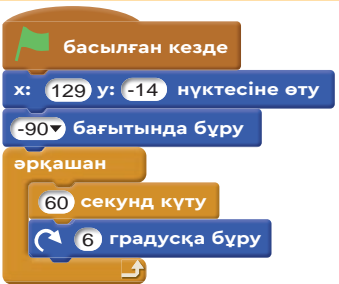 басылған кезде
x: 129 y: -14 нүктесіне өту
-90 бағытында бұру
әрқашан
60 секунд күту
6 градусқа бұру